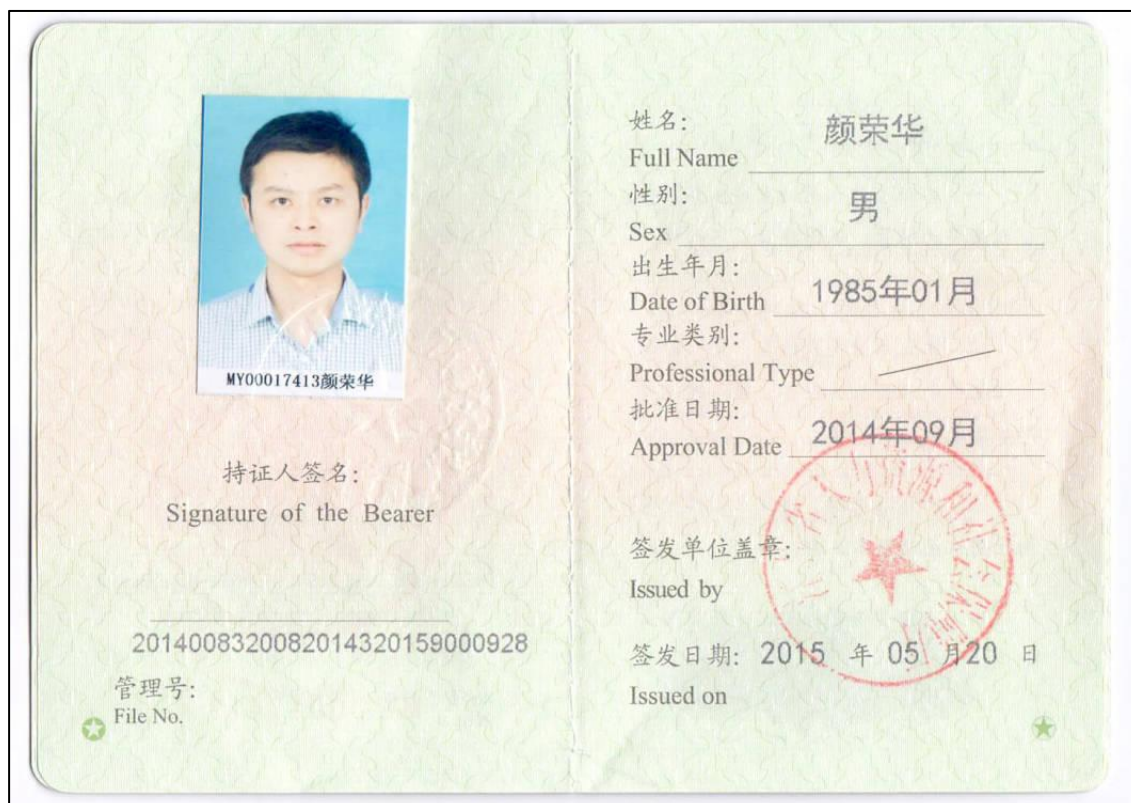 MY00017413颜荣华
持证人签名:
Signature of the Bearer
2014008320082014320159000928
管理号:
File No.
姓名: 颜荣华
Full Name
性别: 男
Sex
出生年月: 1985年01月
Date of Birth
专业类别:
Professional Type
批准日期: 2014年09月
Approval Date
签发单位盖章:
Issued by
签发日期: 2015 年 05 月 20 日
Issued on